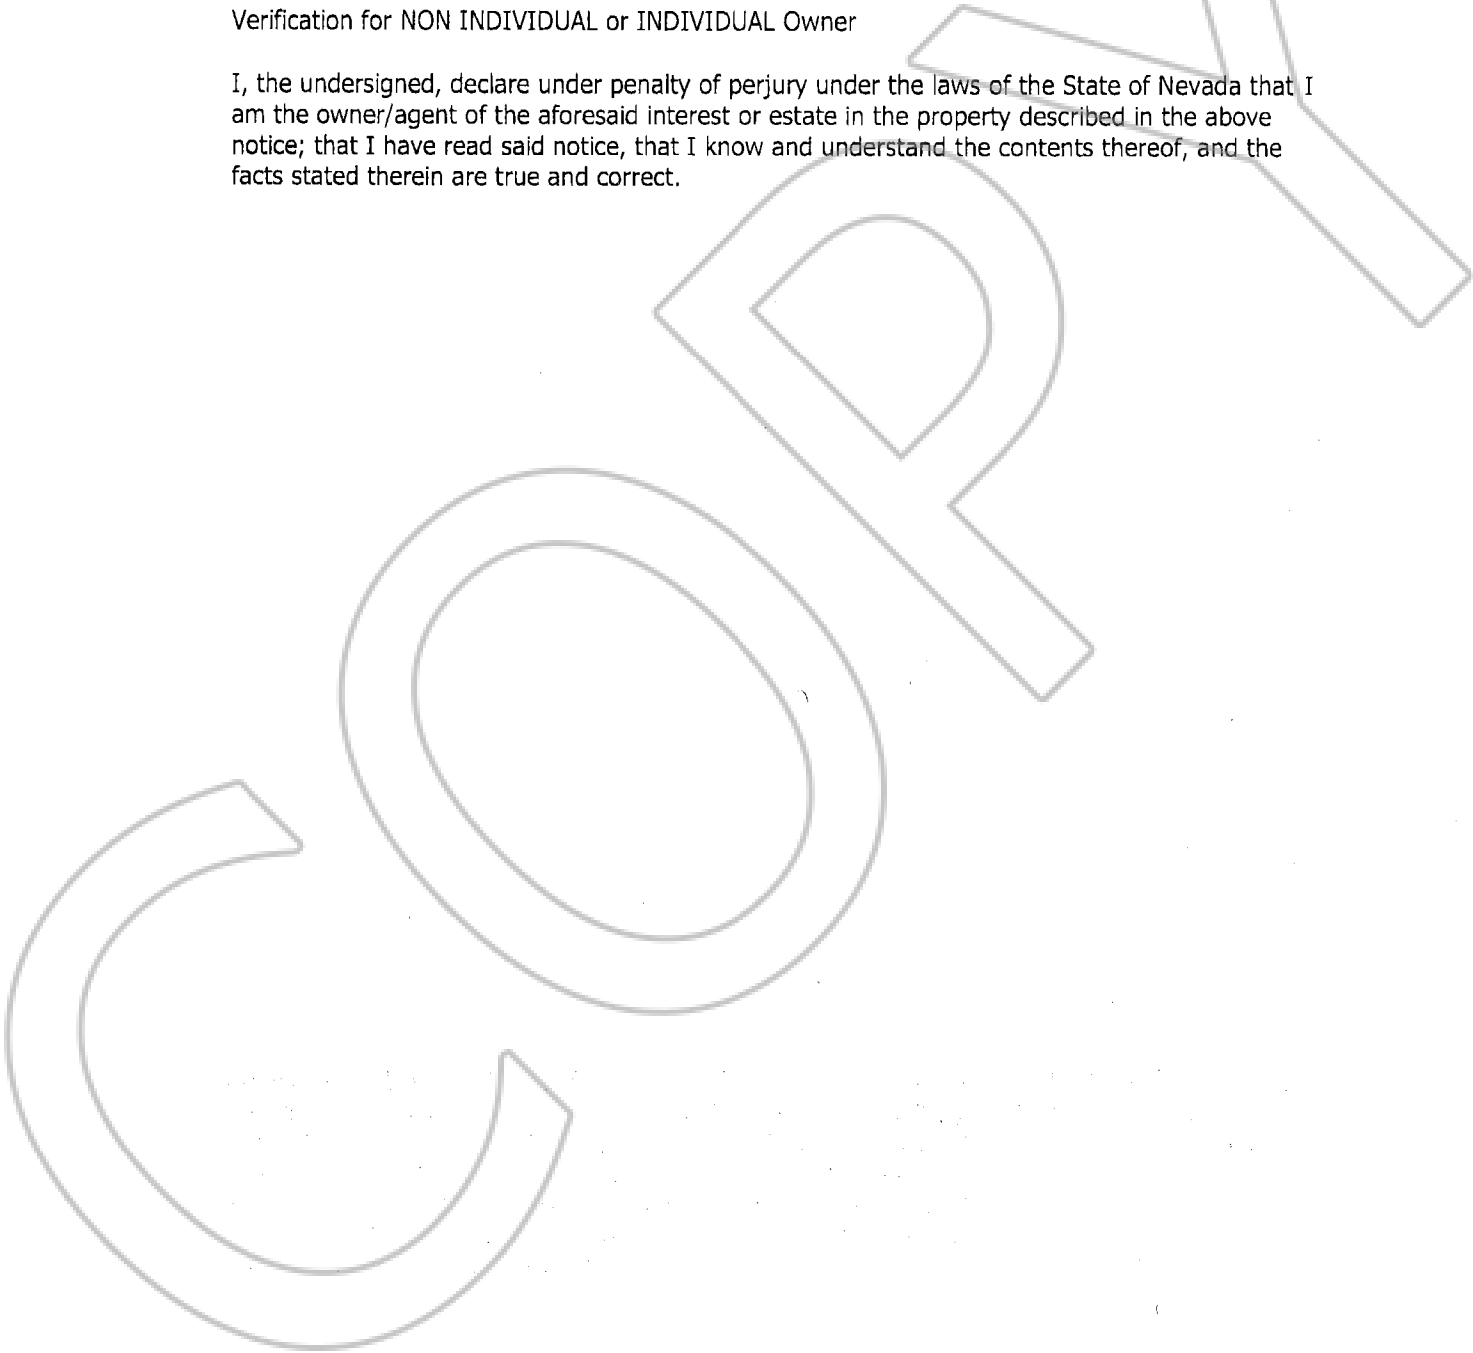 Verification for NON INDIVIDUAL or INDIVIDUAL Owner
I, the undersigned, declare under penalty of perjury under the laws of the State of Nevada that I
am the owner/agent of the aforesaid interest or estate in the property described in the above
notice; that I have read said notice, that I know and understand the contents thereof, and the
facts stated therein are true and correct.
COPY